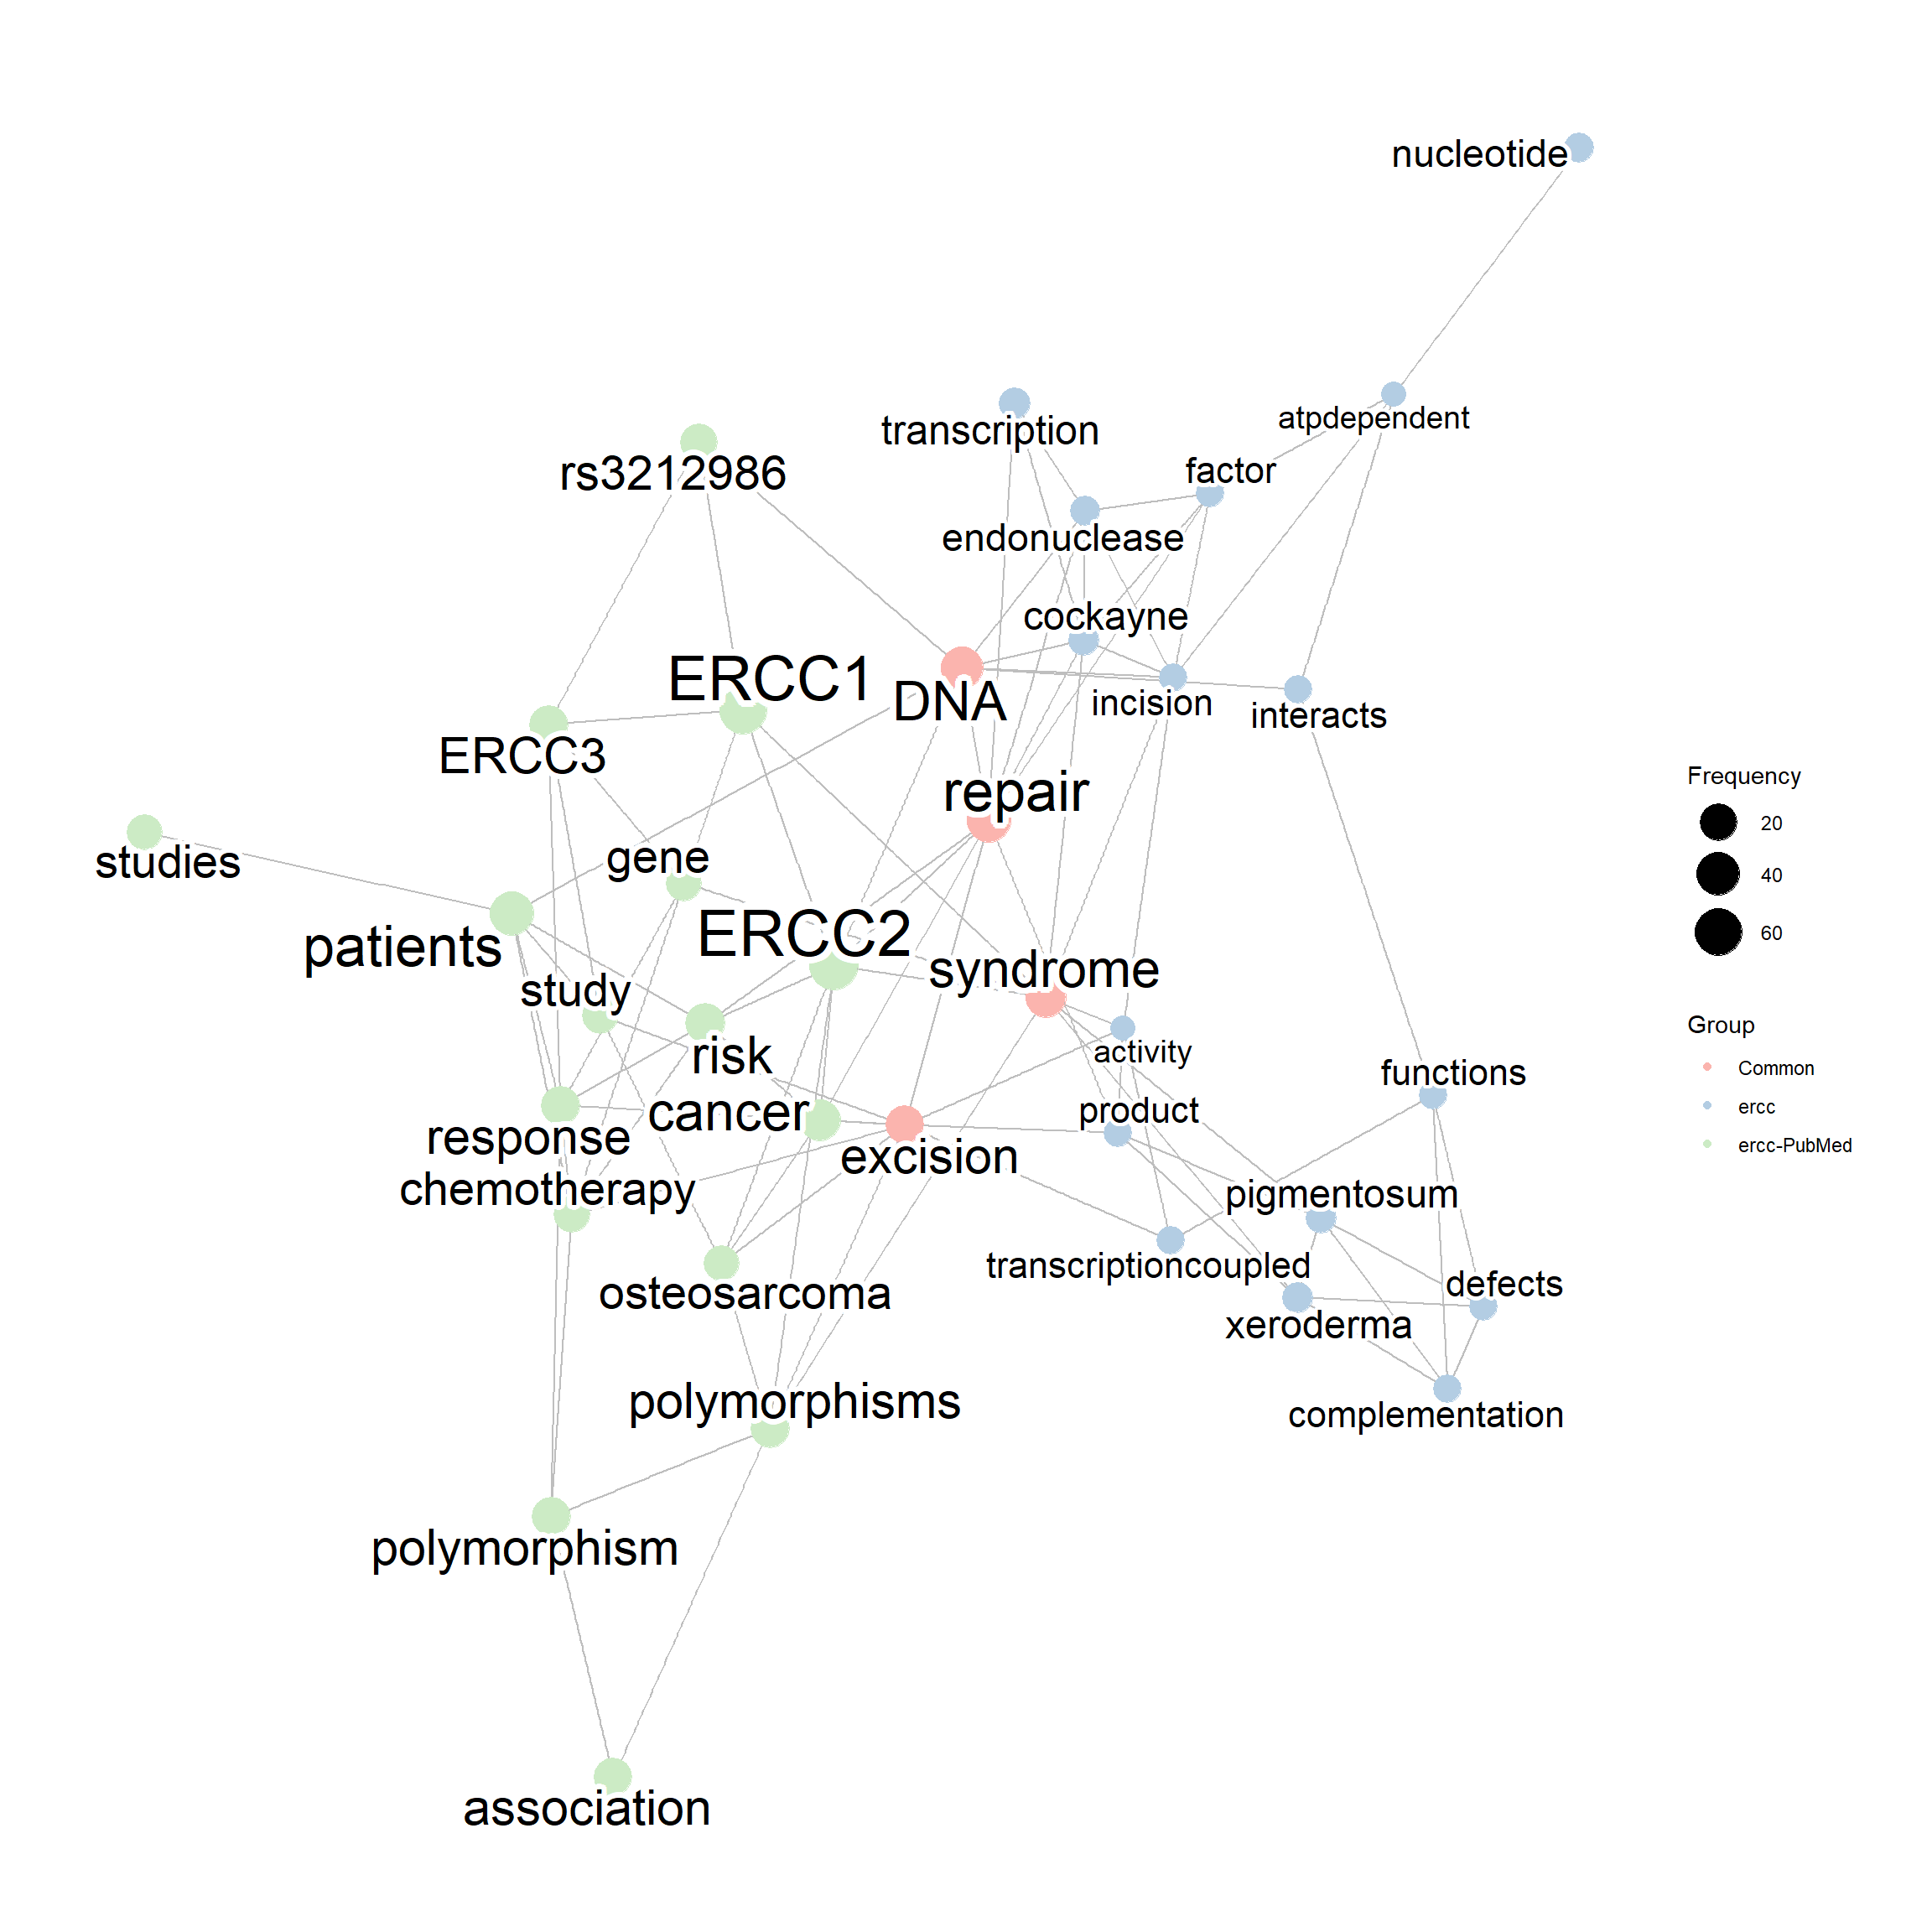 nucleotide
atpdependent
transcription
factor
rs3212986
endonuclease
cockayne
ERCC1
DNA
incision
interacts
ERCC3
repair
gene
studies
ERCC2
patients
syndrome
study
risk
activity
functions
cancer
product
response
excision
chemotherapy
pigmentosum
transcriptioncoupled
osteosarcoma
defects
xeroderma
polymorphisms
complementation
polymorphism
association
Frequency
20
40
60
Group
Common
ercc
ercc-PubMed